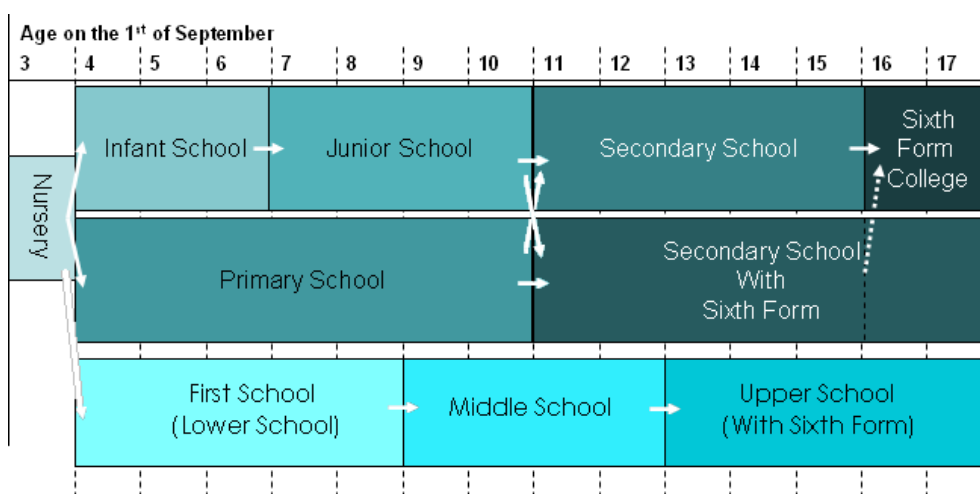 Age on the 1st of September
3 4 5 6 7 8 9 10 11 12 13 14 15 16 17
Nursery
Infant School
Junior School
Secondary School
Sixth
Form
College
Primary School
Secondary School
With
Sixth Form
First School
(Lower School)
Middle School
Upper School
(With Sixth Form)